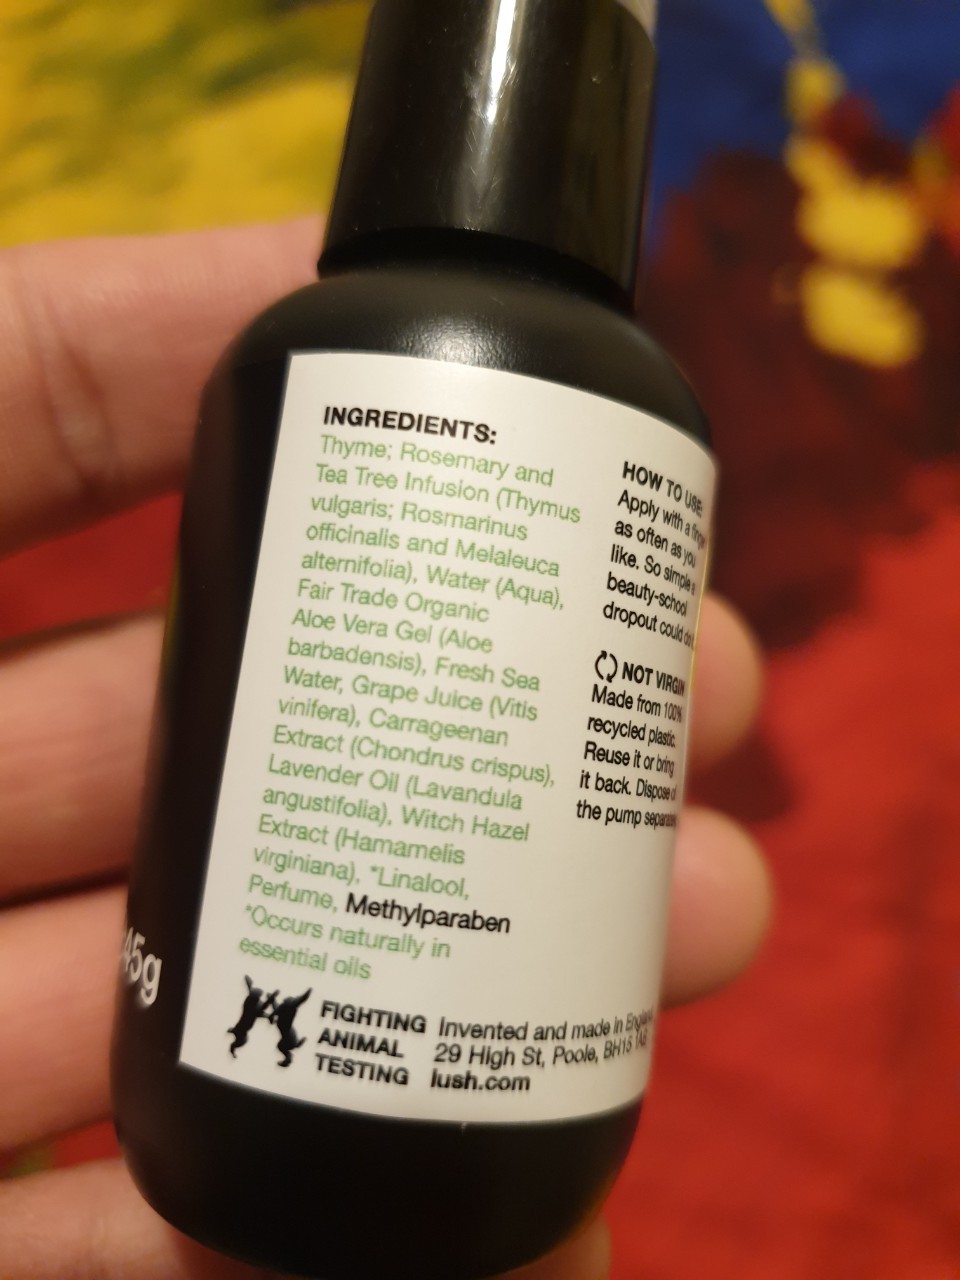 INGREDIENTS:
Thyme; Rosemary and
Tea Tree Infusion (Thymus
vulgaris; Rosmarinus
officinalis and Melaleuca
alternifolia), Water (Aqua),
Fair Trade Organic
Aloe Vera Gel (Aloe
barbadensis), Fresh Sea
Water, Grape Juice (Vitis
vinifera), Carrageenan
Extract (Chondrus crispus),
Lavender Oil (Lavandula
angustifolia), Witch Hazel
Extract (Hamamelis
virginiana), *Linalool,
Perfume, Methylparaben
*Occurs naturally in
essential oils
HOW TO USE:
Apply with a finger
as often as you
like. So simple a
beauty-school
dropout could do it
NOT VIRGIN
Made from 100%
recycled plastic.
Reuse it or bring
it back. Dispose of
the pump
45g
FIGHTING
ANIMAL
TESTING
Invented and made in
29 High St, Poole, BH15 1AB
lush.com